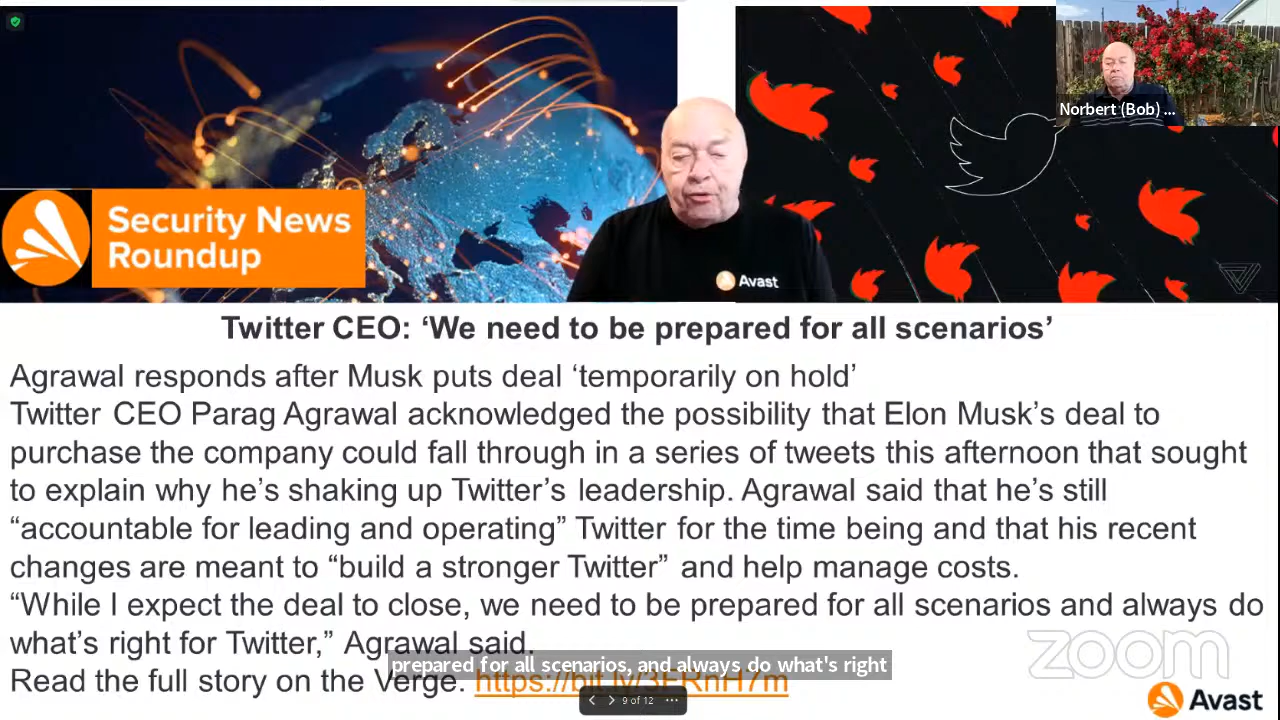 Norbert (Bob) ...
Security News
Roundup
Avast
Twitter CEO: ‘We need to be prepared for all scenarios’
Agrawal responds after Musk puts deal ‘temporarily on hold’
Twitter CEO Parag Agrawal acknowledged the possibility that Elon Musk’s deal to
purchase the company could fall through in a series of tweets this afternoon that sought
to explain why he’s shaking up Twitter’s leadership. Agrawal said that he’s still
“accountable for leading and operating” Twitter for the time being and that his recent
changes are meant to “build a stronger Twitter” and help manage costs.
“While I expect the deal to close, we need to be prepared for all scenarios and always do
what’s right for Twitter,” Agrawal said.
prepared for all scenarios, and always do what's right
Read the full story on the Verge.
zoom
9 of 12
Avast